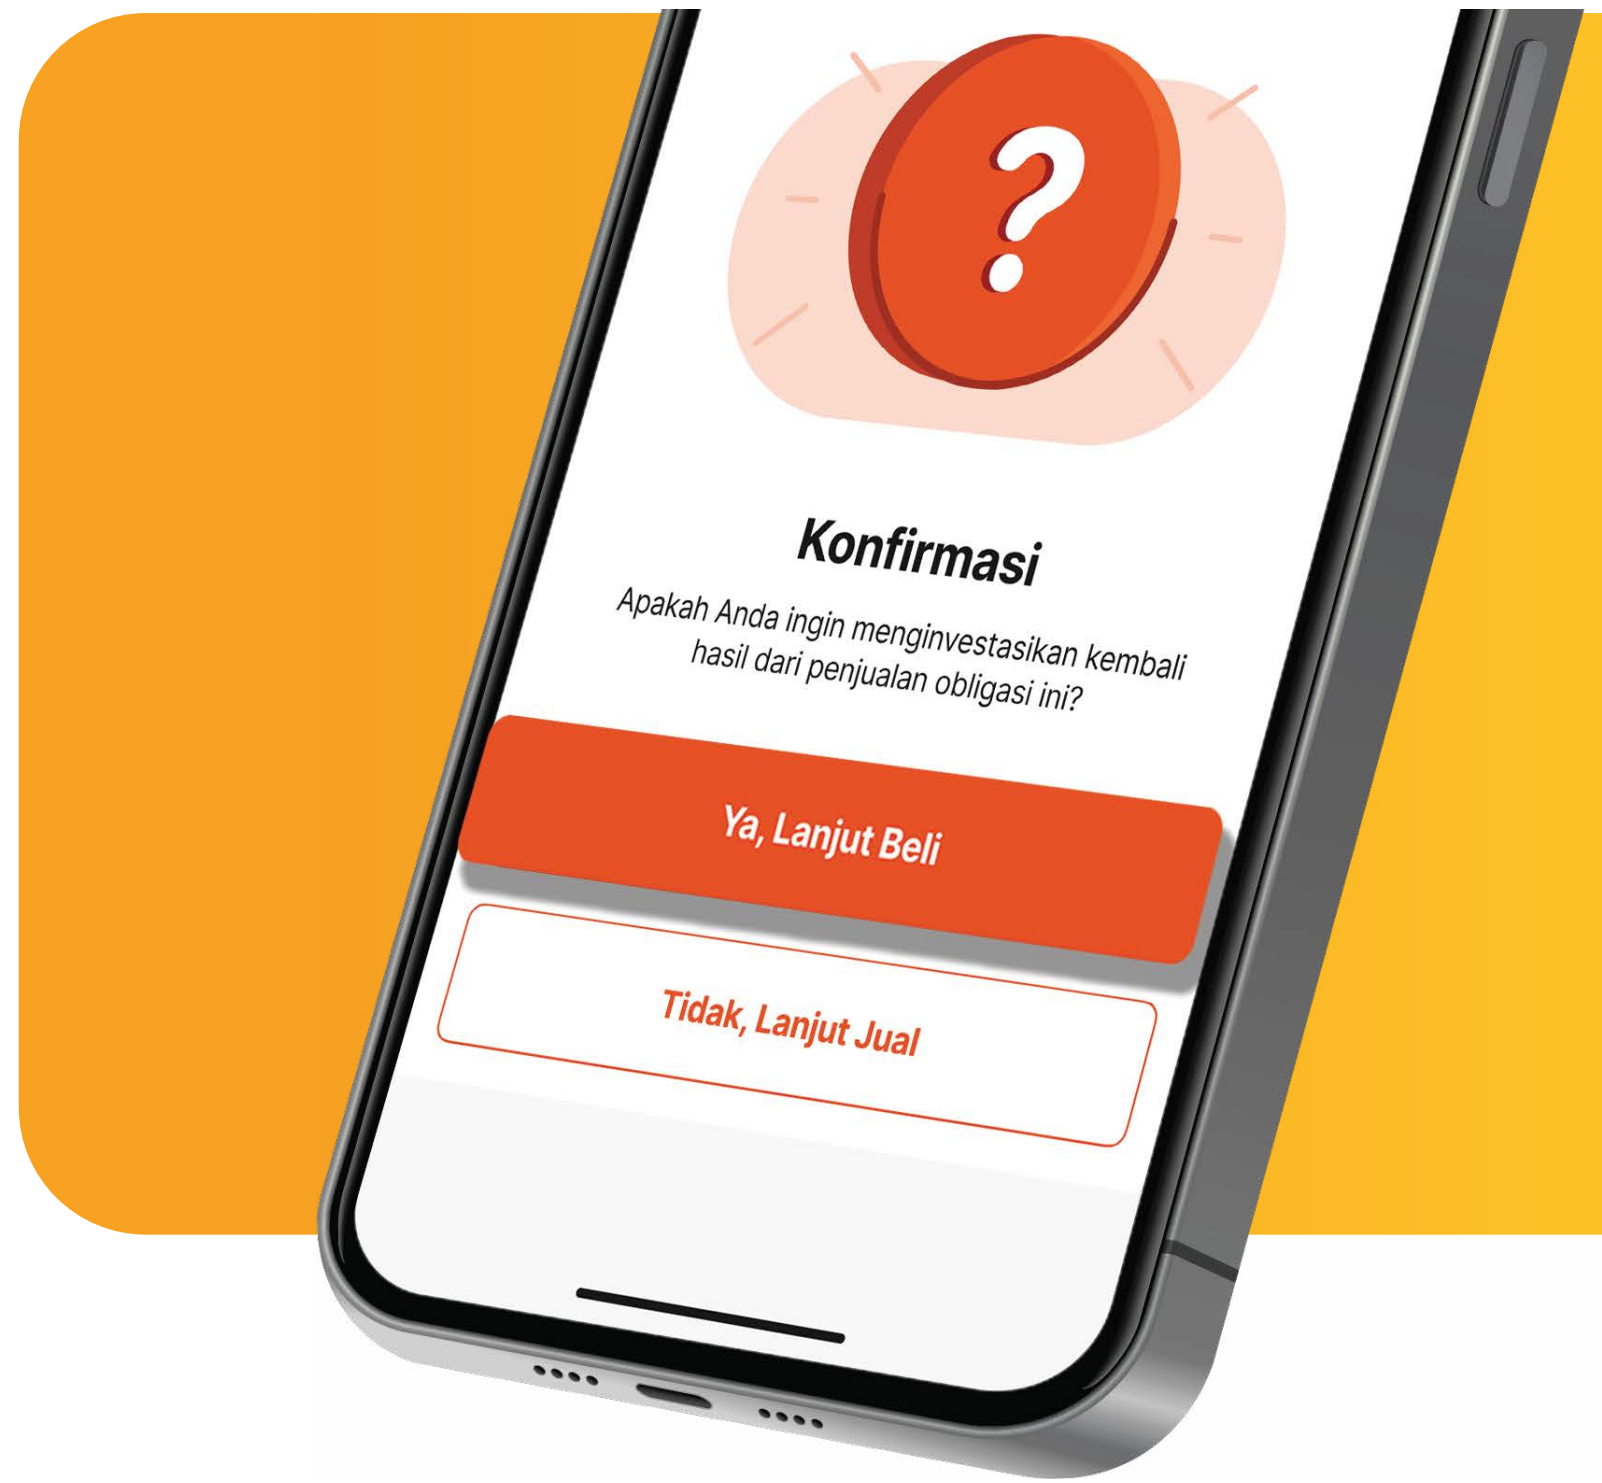 ?
Konfirmasi
Apakah Anda ingin menginvestasikan kembali
hasil dari penjualan obligasi ini?
Ya, Lanjut Beli
Tidak, Lanjut Jual